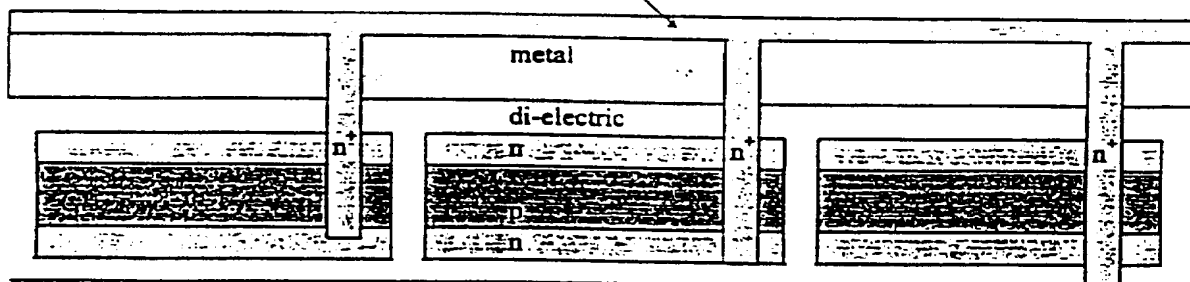 metal
di-electric
n⁺ n n⁺ n⁺
p
n